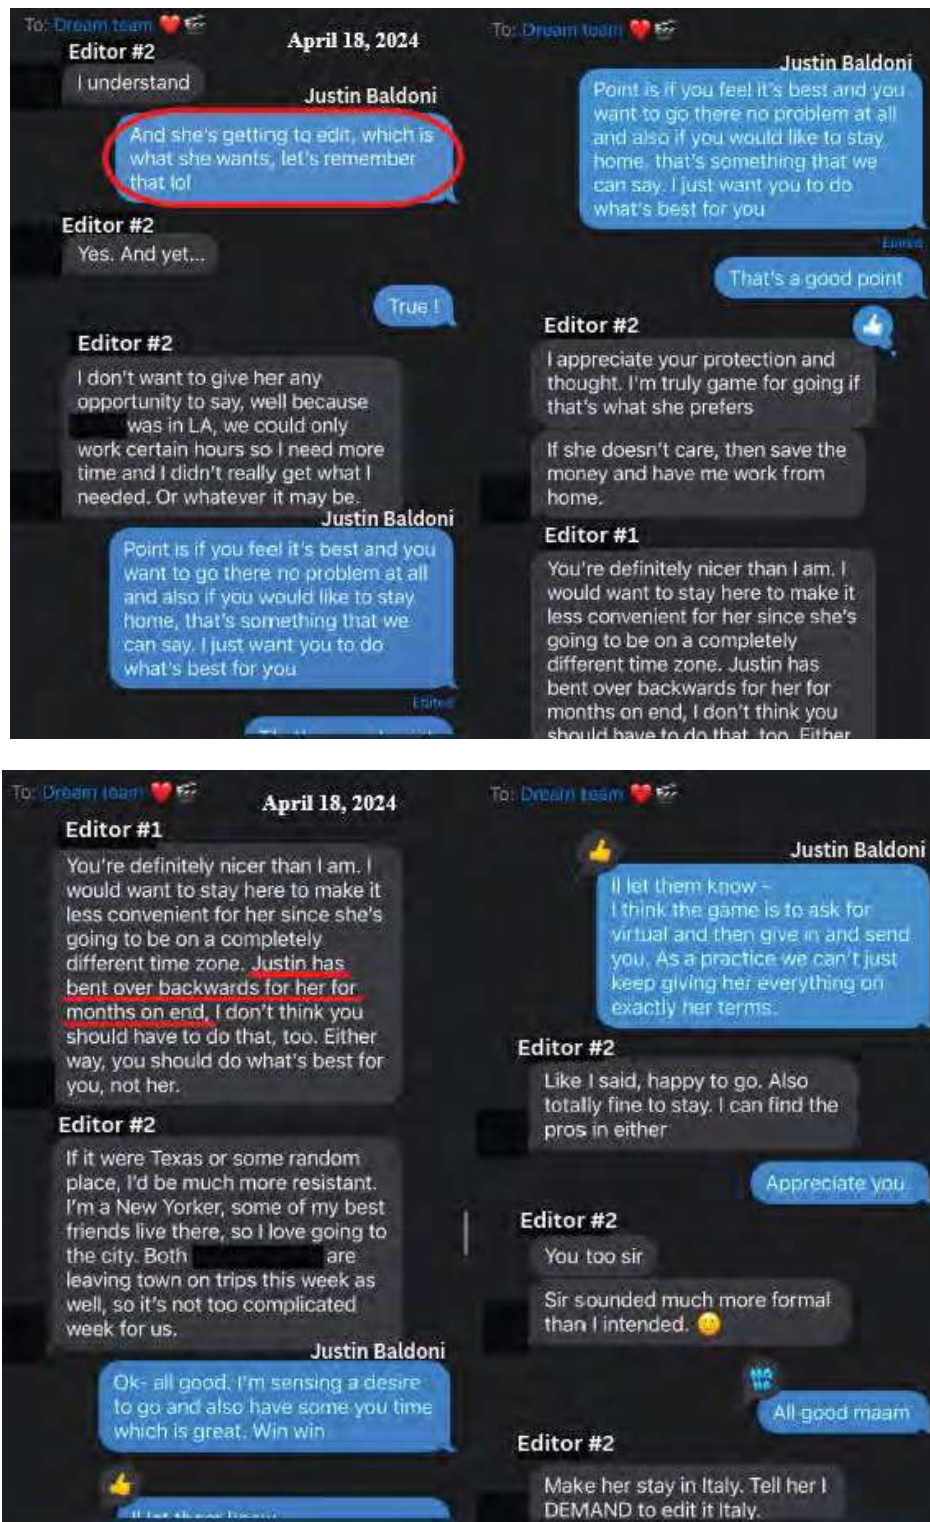 To: Dream team ❤️🎬
April 18, 2024
Editor #2
I understand
Justin Baldoni
And she's getting to edit, which is
what she wants, let's remember
that lol
Editor #2
Yes. And yet...
True !
Editor #2
I don't want to give her any
opportunity to say, well because
was in LA, we could only
work certain hours so I need more
time and I didn't really get what I
needed. Or whatever it may be.
Justin Baldoni
Point is if you feel it's best and you
want to go there no problem at all
and also if you would like to stay
home, that's something that we
can say. I just want you to do
what's best for you
Edited
To: Dream team ❤️🎬
Justin Baldoni
Point is if you feel it's best and you
want to go there no problem at all
and also if you would like to stay
home, that's something that we
can say. I just want you to do
what's best for you
Edited
That's a good point
Editor #2
👍
I appreciate your protection and
thought. I'm truly game for going if
that's what she prefers
If she doesn't care, then save the
money and have me work from
home.
Editor #1
You're definitely nicer than I am. I
would want to stay here to make it
less convenient for her since she's
going to be on a completely
different time zone. Justin has
bent over backwards for her for
months on end, I don't think you
should have to do that, too. Either
To: Dream team ❤️🎬
April 18, 2024
Editor #1
You're definitely nicer than I am. I
would want to stay here to make it
less convenient for her since she's
going to be on a completely
different time zone. Justin has
bent over backwards for her for
months on end, I don't think you
should have to do that, too. Either
way, you should do what's best for
you, not her.
Editor #2
If it were Texas or some random
place, I'd be much more resistant.
I'm a New Yorker, some of my best
friends live there, so I love going to
the city. Both are
leaving town on trips this week as
well, so it's not too complicated
week for us.
Justin Baldoni
Ok- all good. I'm sensing a desire
to go and also have some you time
which is great. Win win
👍
Il let them know
To: Dream team ❤️🎬
👍
Justin Baldoni
Il let them know -
I think the game is to ask for
virtual and then give in and send
you. As a practice we can't just
keep giving her everything on
exactly her terms.
Editor #2
Like I said, happy to go. Also
totally fine to stay. I can find the
pros in either
Appreciate you
Editor #2
You too sir
Sir sounded much more formal
than I intended. 🙂
HA HA
All good maam
Editor #2
Make her stay in Italy. Tell her I
DEMAND to edit it Italy.